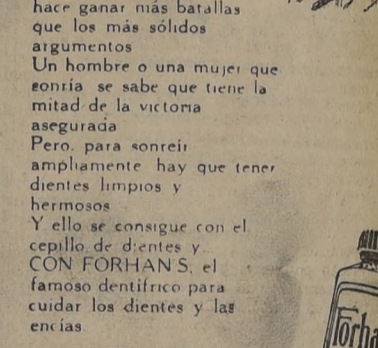 hace ganar más batallas
que los más sólidos
argumentos
Un hombre o una mujer que
sonría se sabe que tiene la
mitad de la victoria
asegurada
Pero. para sonreir
ampliamente hay que tener
dientes limpios y
hermosos
Y ello se consigue con el
cepillo de dientes y...
CON FORHAN'S, el
famoso dentífrico para
cuidar los dientes y las
encías.
Forha